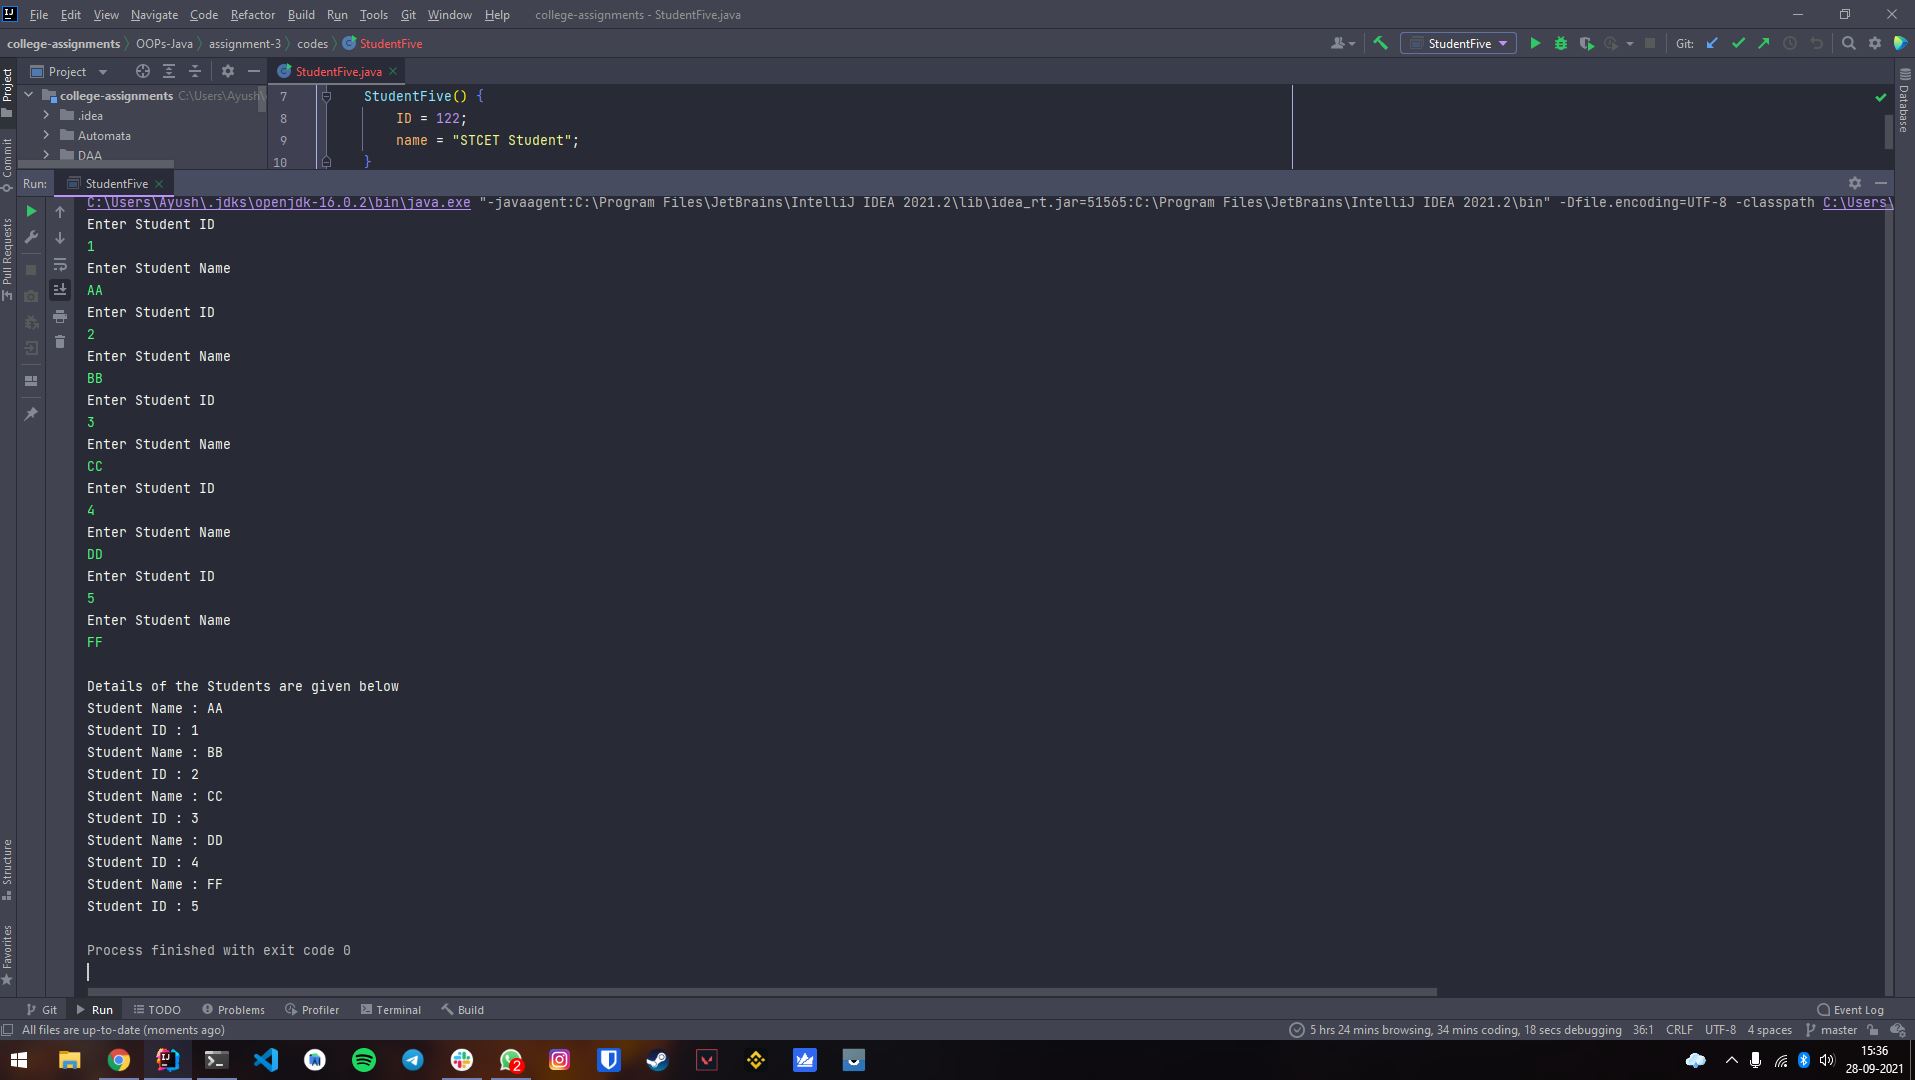 File Edit View Navigate Code Refactor Build Run Tools Git Window Help college-assignments - StudentFive.java
college-assignments OOPs-Java assignment-3 codes StudentFive StudentFive Git:
Project StudentFive.java
college-assignments C:\Users\Ayush\
.idea
Automata
DAA
7 StudentFive() {
8 ID = 122;
9 name = "STCET Student";
10 }
Project
Commit
Pull Requests
Structure
Favorites
Database
Run: StudentFive
C:\Users\Ayush\.jdks\openjdk-16.0.2\bin\java.exe "-javaagent:C:\Program Files\JetBrains\IntelliJ IDEA 2021.2\lib\idea_rt.jar=51565:C:\Program Files\JetBrains\IntelliJ IDEA 2021.2\bin" -Dfile.encoding=UTF-8 -classpath C:\Users\
Enter Student ID
1
Enter Student Name
AA
Enter Student ID
2
Enter Student Name
BB
Enter Student ID
3
Enter Student Name
CC
Enter Student ID
4
Enter Student Name
DD
Enter Student ID
5
Enter Student Name
FF
Details of the Students are given below
Student Name : AA
Student ID : 1
Student Name : BB
Student ID : 2
Student Name : CC
Student ID : 3
Student Name : DD
Student ID : 4
Student Name : FF
Student ID : 5
Process finished with exit code 0
Git Run TODO Problems Profiler Terminal Build Event Log
All files are up-to-date (moments ago) 5 hrs 24 mins browsing, 34 mins coding, 18 secs debugging 36:1 CRLF UTF-8 4 spaces master
2
15:36
28-09-2021